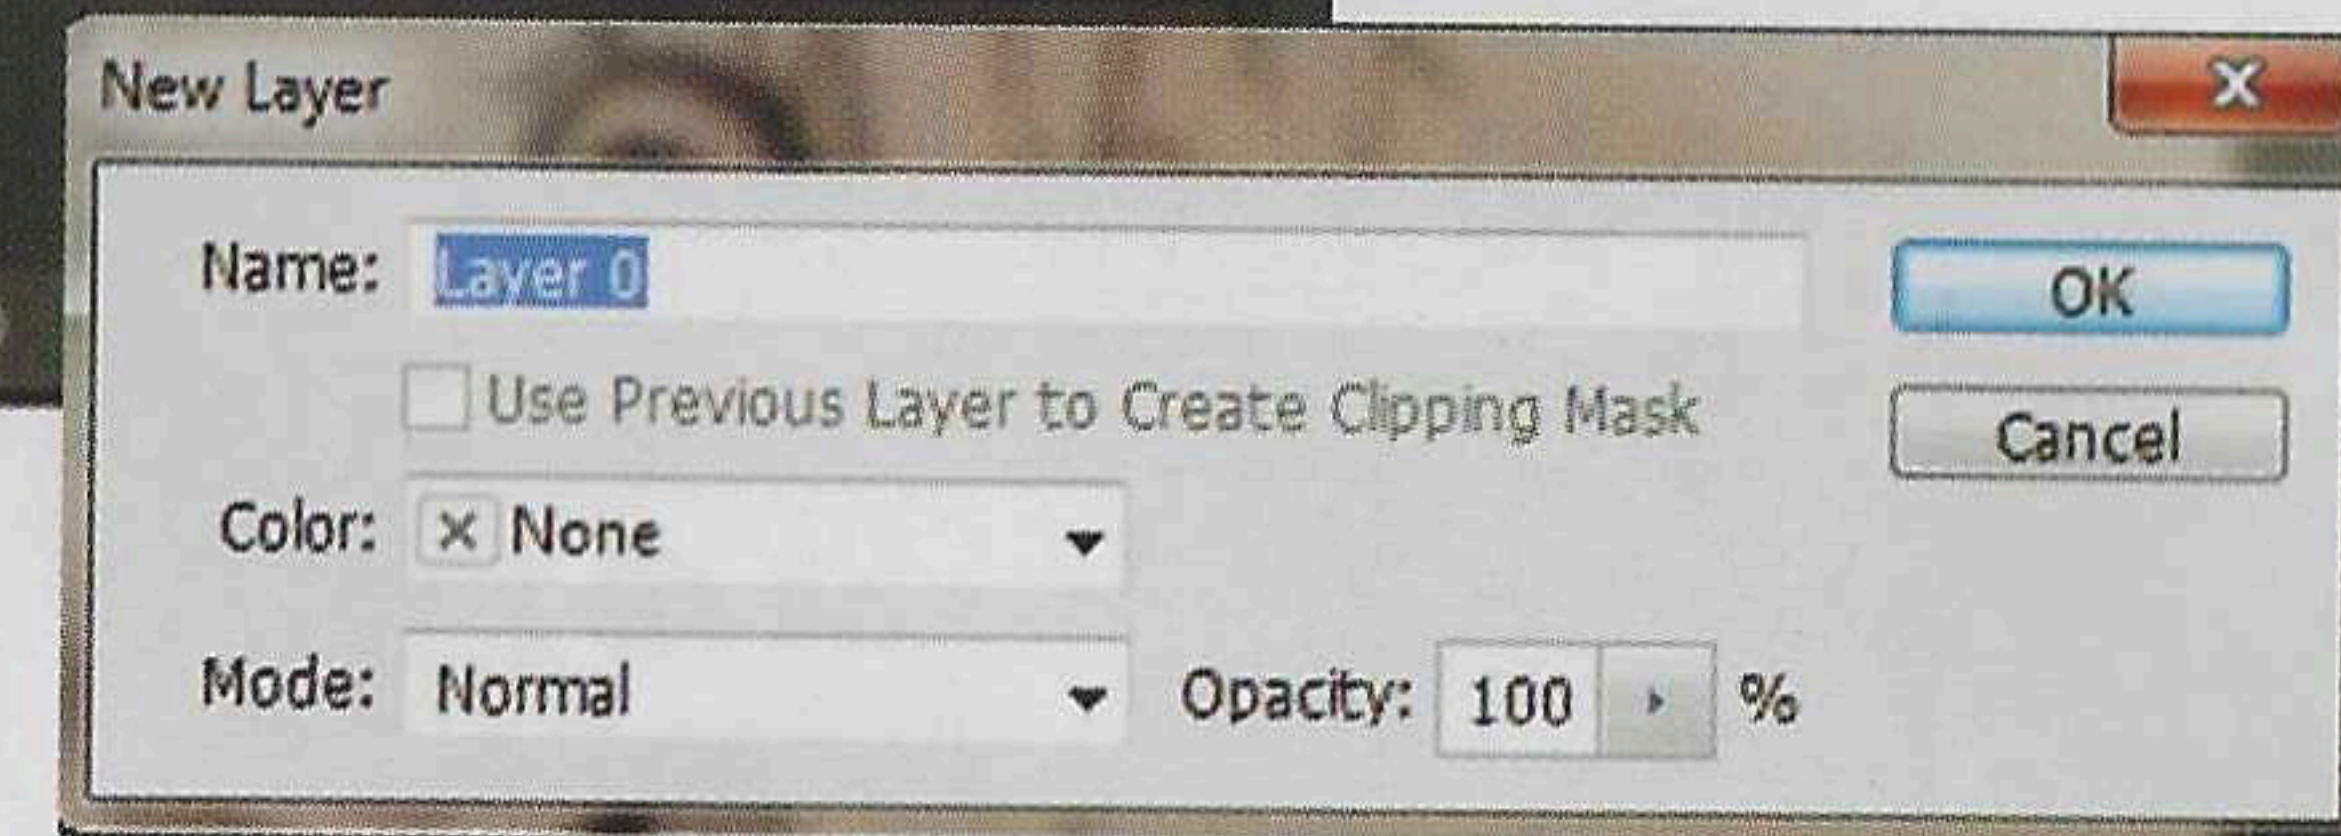 New Layer
Name: Layer 0 OK
Use Previous Layer to Create Clipping Mask
Cancel
Color: None
Mode: Normal Opacity: 100 %